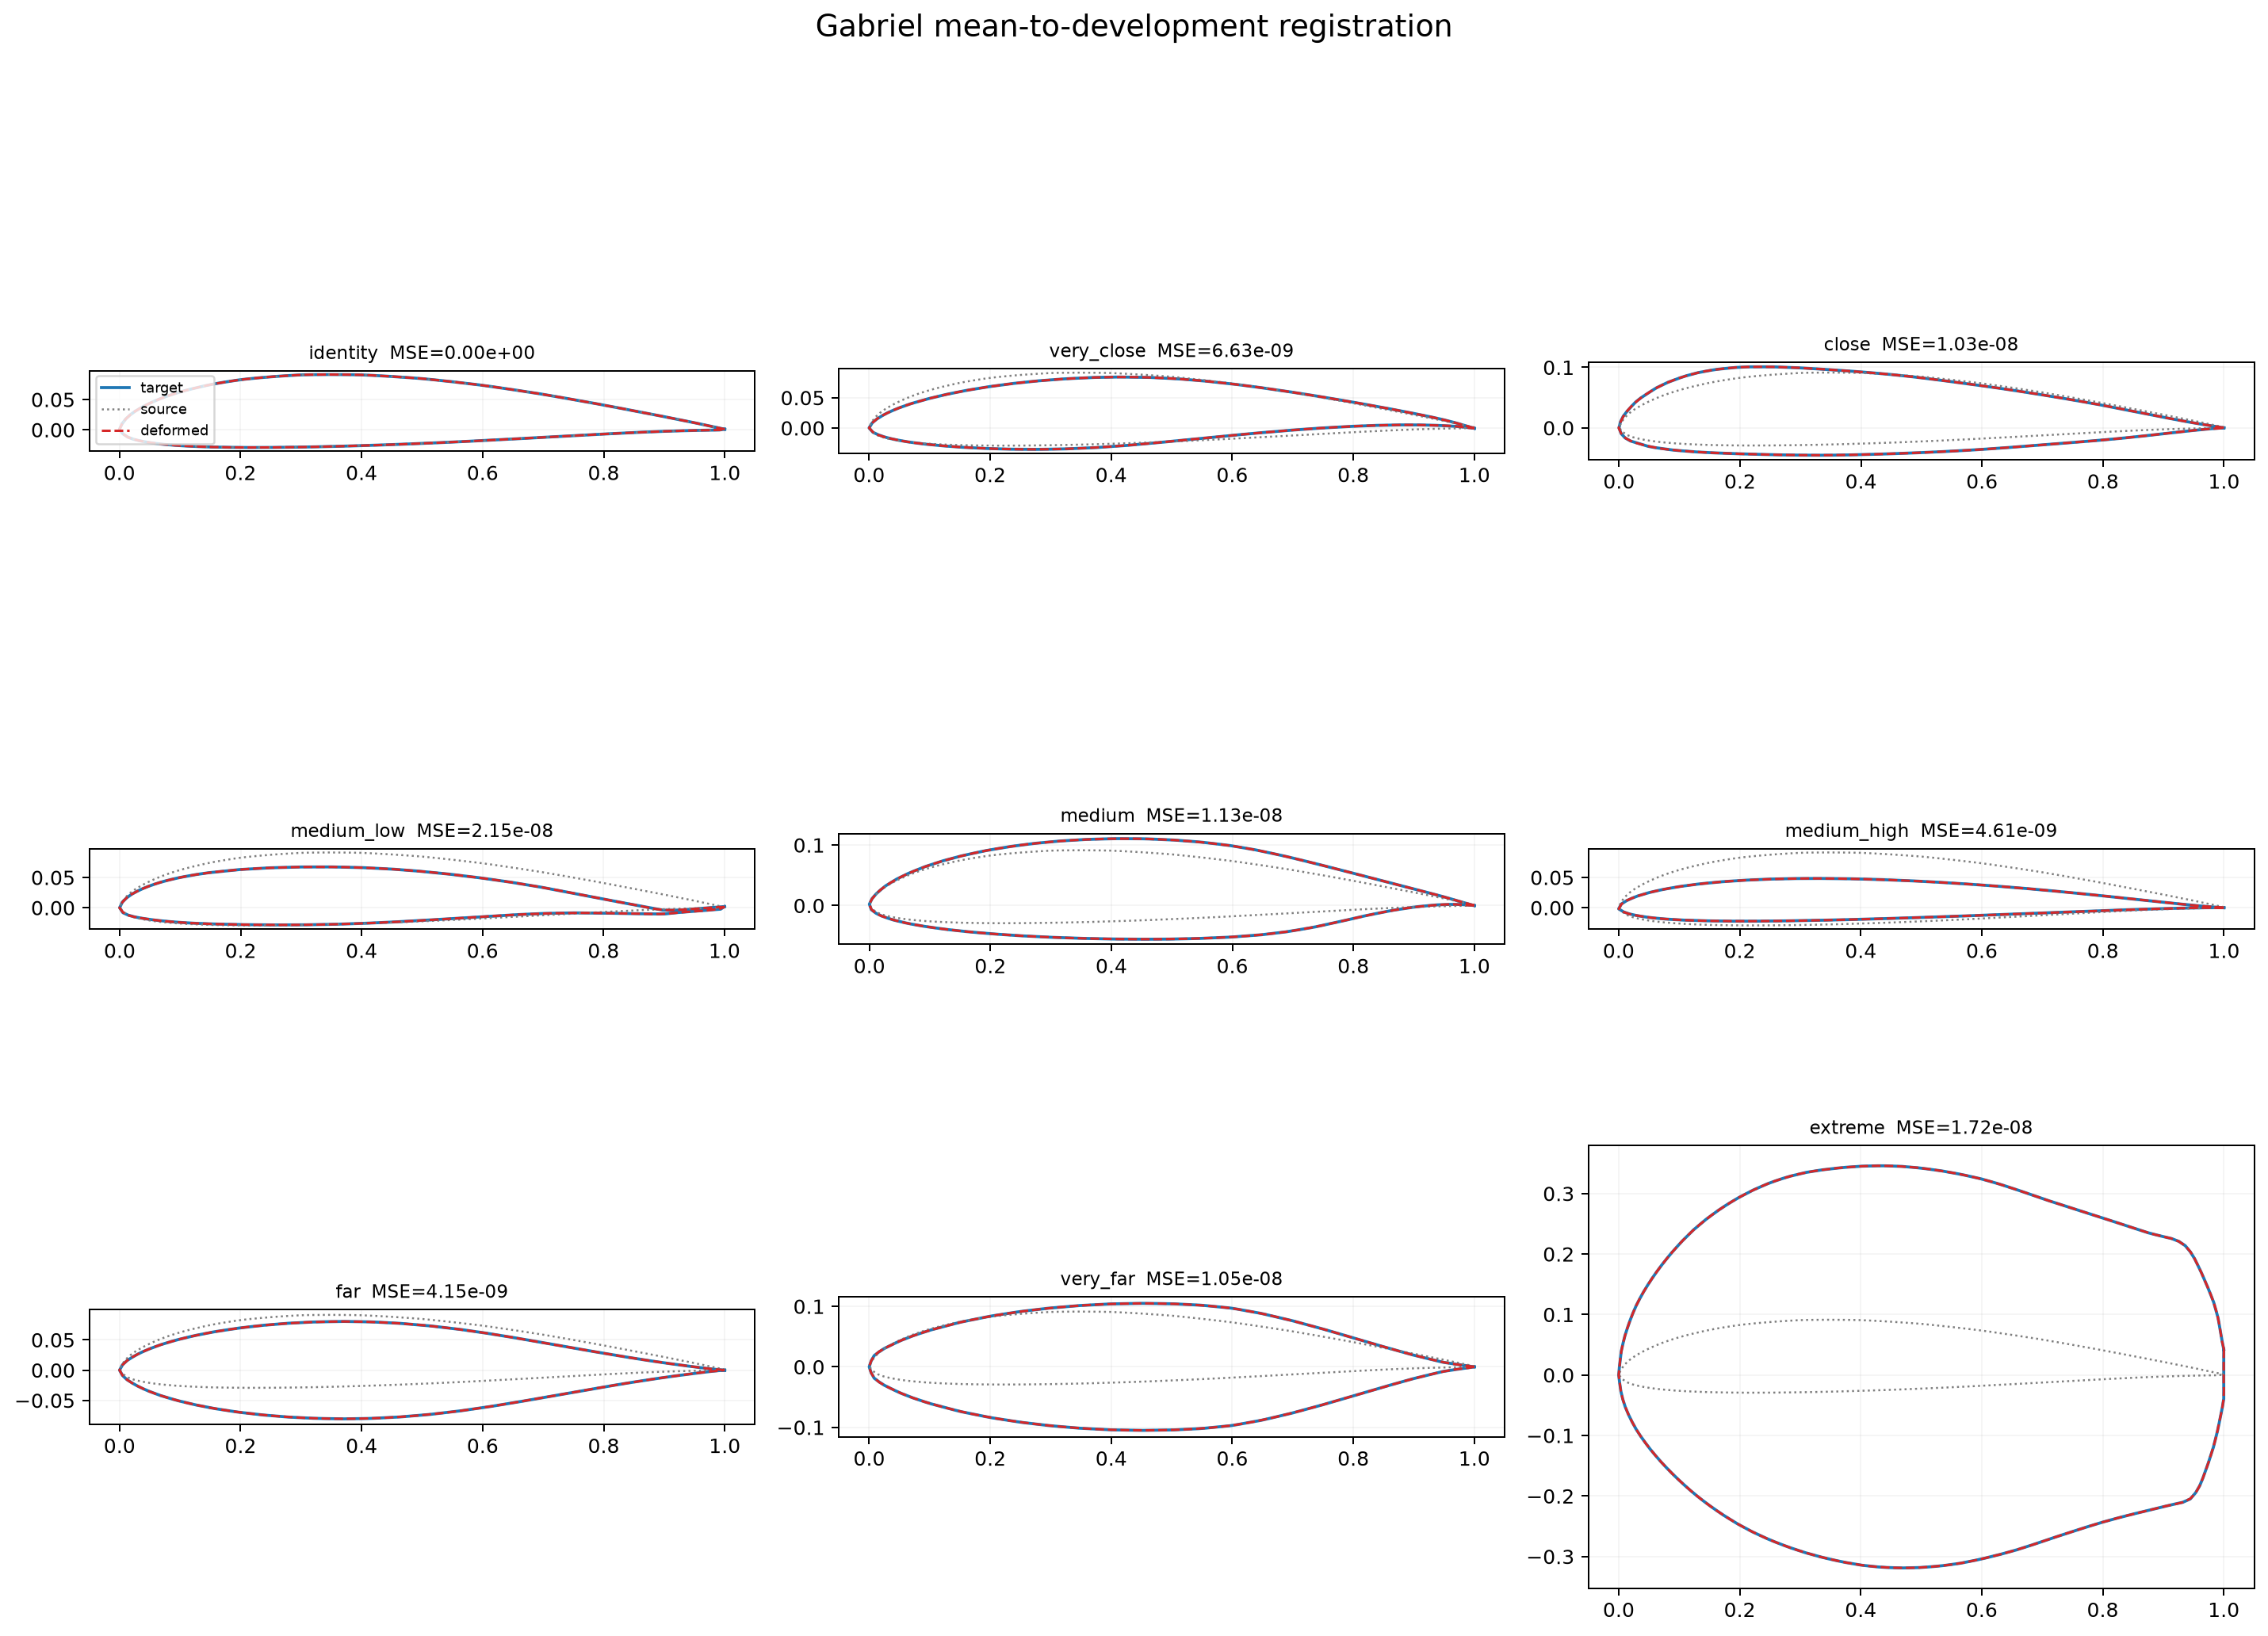 Gabriel mean-to-development registration
identity MSE=0.00e+00
0.05
0.00
target
source
deformed
0.0 0.2 0.4 0.6 0.8 1.0
very_close MSE=6.63e-09
0.05
0.00
0.0 0.2 0.4 0.6 0.8 1.0
close MSE=1.03e-08
0.1
0.0
0.0 0.2 0.4 0.6 0.8 1.0
medium_low MSE=2.15e-08
0.05
0.00
0.0 0.2 0.4 0.6 0.8 1.0
medium MSE=1.13e-08
0.1
0.0
0.0 0.2 0.4 0.6 0.8 1.0
medium_high MSE=4.61e-09
0.05
0.00
0.0 0.2 0.4 0.6 0.8 1.0
far MSE=4.15e-09
0.05
0.00
−0.05
0.0 0.2 0.4 0.6 0.8 1.0
very_far MSE=1.05e-08
0.1
0.0
−0.1
0.0 0.2 0.4 0.6 0.8 1.0
extreme MSE=1.72e-08
0.3
0.2
0.1
0.0
−0.1
−0.2
−0.3
0.0 0.2 0.4 0.6 0.8 1.0